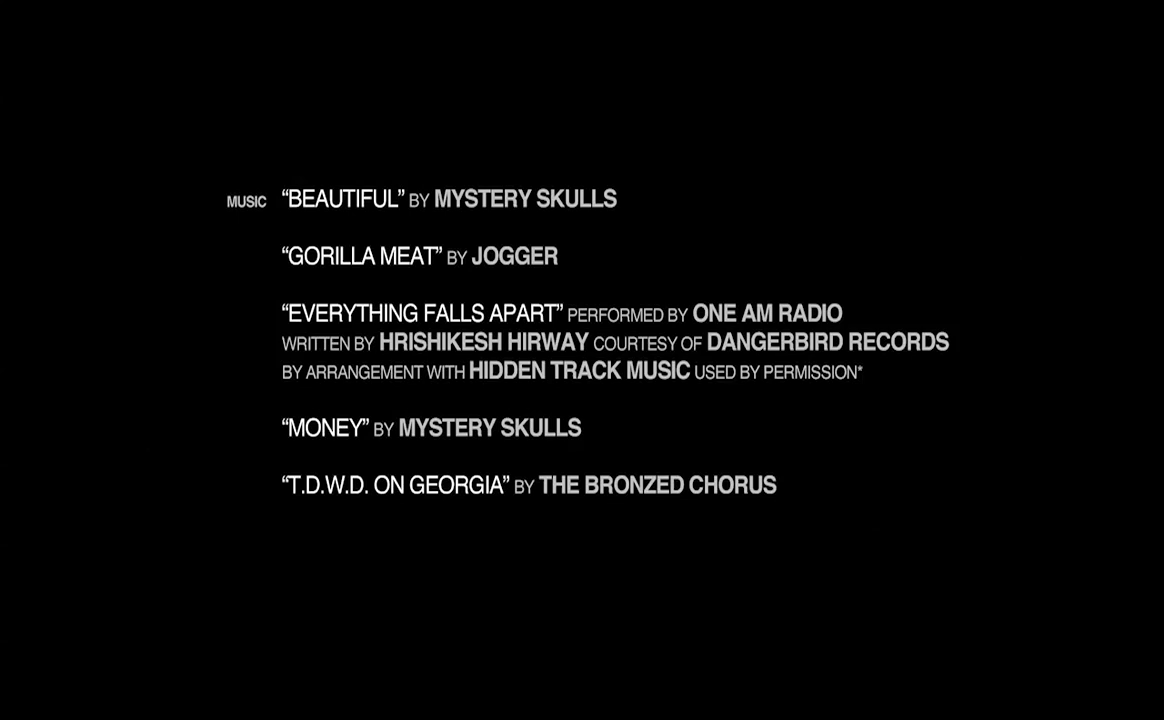 MUSIC “BEAUTIFUL” BY MYSTERY SKULLS
“GORILLA MEAT” BY JOGGER
“EVERYTHING FALLS APART” PERFORMED BY ONE AM RADIO
WRITTEN BY HRISHIKESH HIRWAY COURTESY OF DANGERBIRD RECORDS
BY ARRANGEMENT WITH HIDDEN TRACK MUSIC USED BY PERMISSION*
“MONEY” BY MYSTERY SKULLS
“T.D.W.D. ON GEORGIA” BY THE BRONZED CHORUS